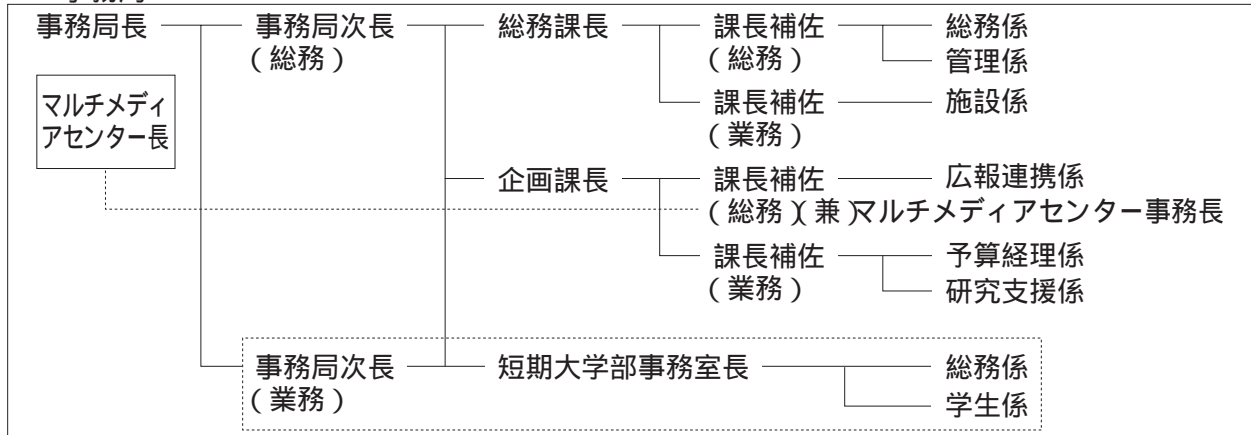 事務局長 事務局次長 総務課長 課長補佐 総務係
(総務) (総務) 管理係
マルチメディ
アセンター長
課長補佐 施設係
(業務)
企画課長 課長補佐 広報連携係
(総務)(兼)マルチメディアセンター事務長
課長補佐 予算経理係
(業務) 研究支援係
事務局次長 短期大学部事務室長 総務係
(業務) 学生係